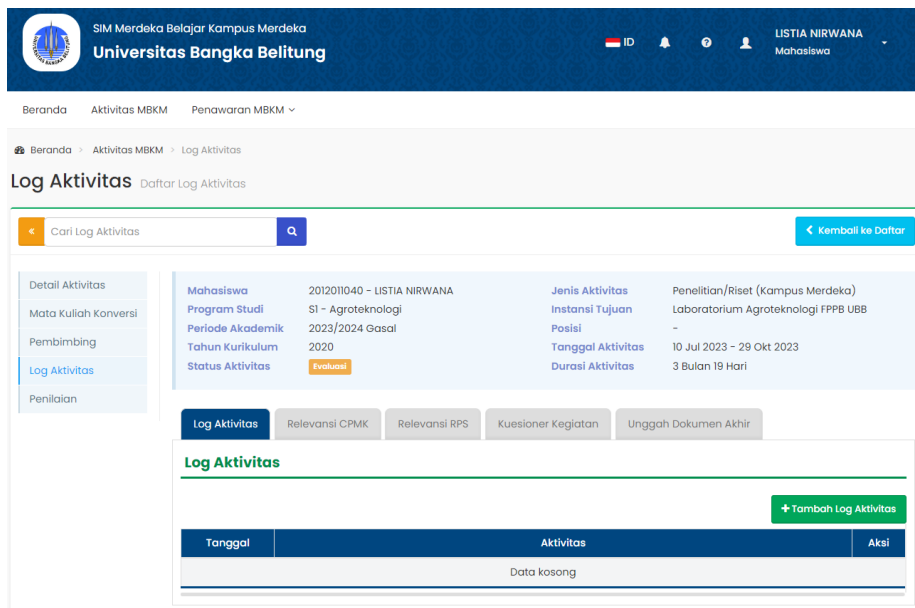 SIM Merdeka Belajar Kampus Merdeka
Universitas Bangka Belitung
ID
LISTIA NIRWANA
Mahasiswa
Beranda Aktivitas MBKM Penawaran MBKM
Beranda > Aktivitas MBKM > Log Aktivitas
Log Aktivitas Daftar Log Aktivitas
« Cari Log Aktivitas
Kembali ke Daftar
Detail Aktivitas
Mata Kuliah Konversi
Pembimbing
Log Aktivitas
Penilaian
Mahasiswa 2012011040 - LISTIA NIRWANA
Program Studi S1 - Agroteknologi
Periode Akademik 2023/2024 Gasal
Tahun Kurikulum 2020
Status Aktivitas Evaluasi
Jenis Aktivitas Penelitian/Riset (Kampus Merdeka)
Instansi Tujuan Laboratorium Agroteknologi FPPB UBB
Posisi -
Tanggal Aktivitas 10 Jul 2023 - 29 Okt 2023
Durasi Aktivitas 3 Bulan 19 Hari
Log Aktivitas Relevansi CPMK Relevansi RPS Kuesioner Kegiatan Unggah Dokumen Akhir
Log Aktivitas
+ Tambah Log Aktivitas
Tanggal Aktivitas Aksi
Data kosong